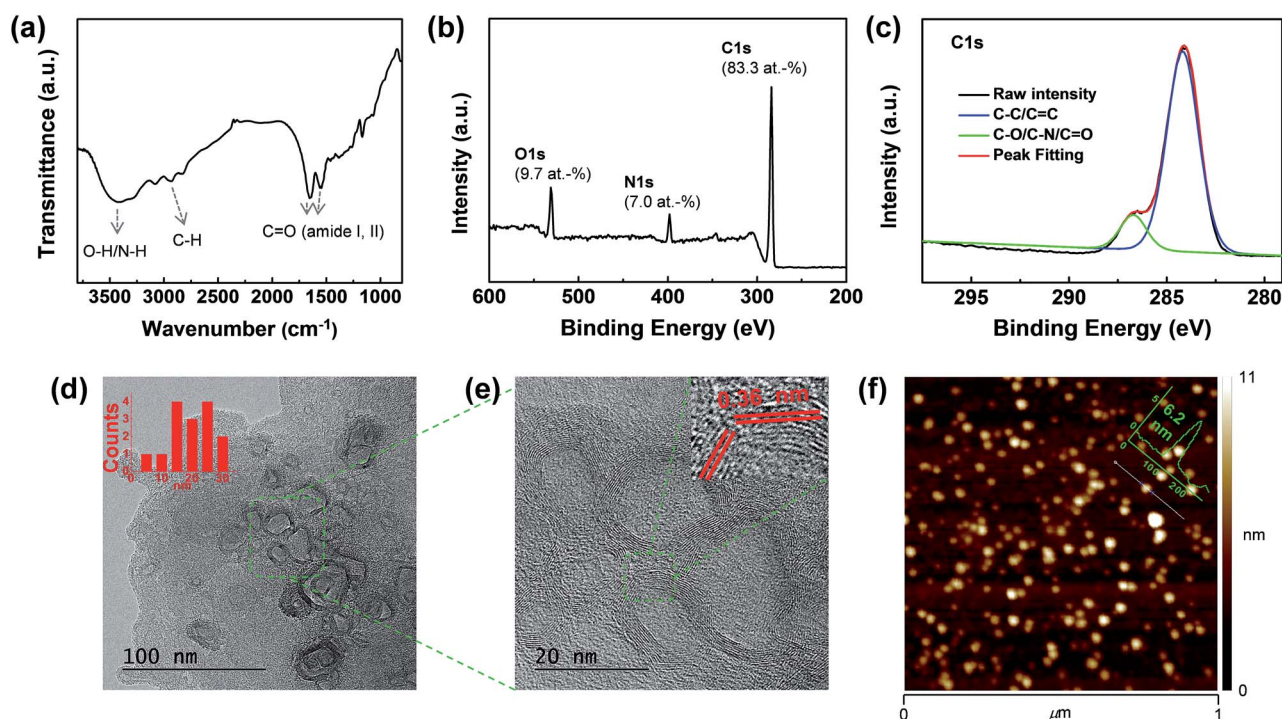 (a)
Transmittance (a.u.)
O-H/N-H
C-H
C=O (amide I, II)
3500 3000 2500 2000 1500 1000
Wavenumber (cm-1)
(b)
Intensity (a.u.)
O1s
(9.7 at.-%)
N1s
(7.0 at.-%)
C1s
(83.3 at.-%)
600 500 400 300 200
Binding Energy (eV)
(c)
Intensity (a.u.)
C1s
Raw intensity
C-C/C=C
C-O/C-N/C=O
Peak Fitting
295 290 285 280
Binding Energy (eV)
(d)
Counts
4
3
2
1
0
10 20 30
nm
100 nm
(e)
0.36 nm
20 nm
(f)
5
0
6.2
nm
0 100 200
11
nm
0
0 μm 1